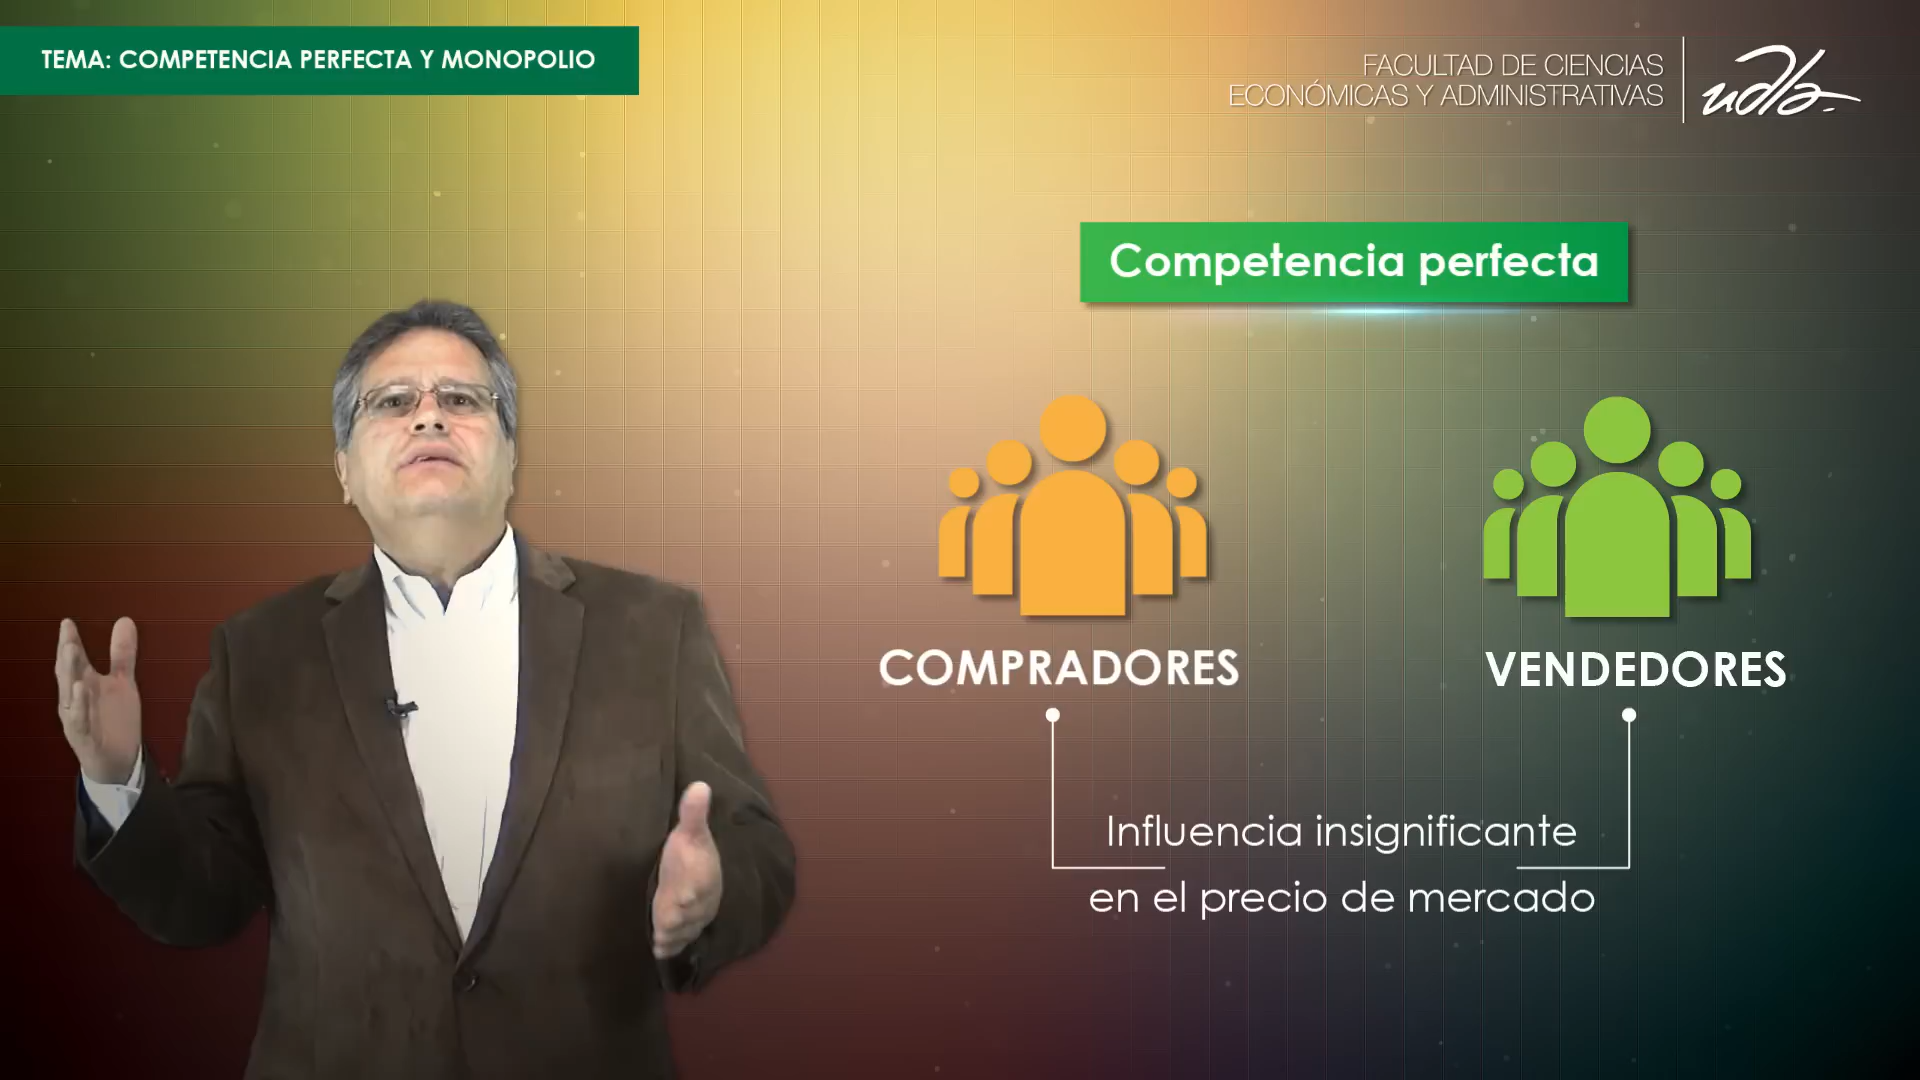 TEMA: COMPETENCIA PERFECTA Y MONOPOLIO
FACULTAD DE CIENCIAS
ECONÓMICAS Y ADMINISTRATIVAS
udla
Competencia perfecta
COMPRADORES
VENDEDORES
Influencia insignificante
en el precio de mercado